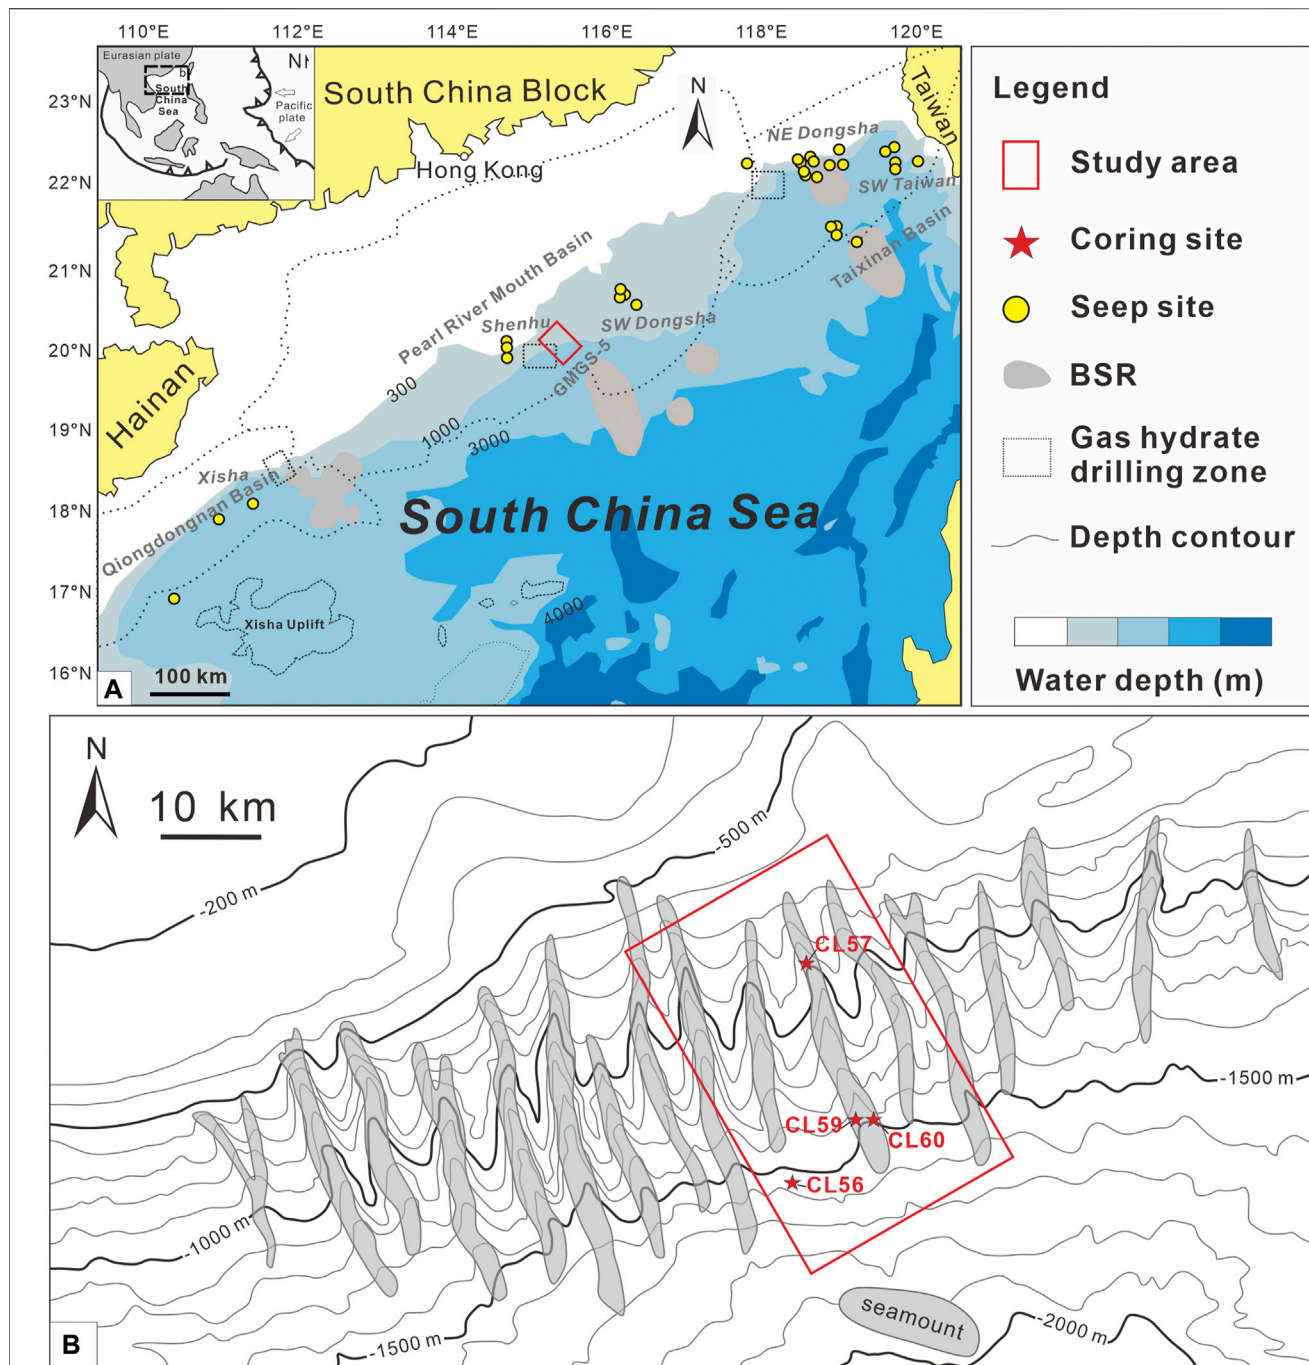 110°E
112°E
114°E
116°E
118°E
120°E
23°N
22°N
21°N
20°N
19°N
18°N
17°N
16°N
Eurasian plate
N
b
South
China
Sea
Pacific
plate
South China Block
Hong Kong
N
Taiwan
NE Dongsha
SW Taiwan
Taixinan Basin
Pearl River Mouth Basin
Shenhu
SW Dongsha
GMGS-5
Hainan
300
1000
3000
Xisha
Qiongdongnan Basin
South China Sea
Xisha Uplift
4000
A
100 km
Legend
Study area
Coring site
Seep site
BSR
Gas hydrate
drilling zone
Depth contour
Water depth (m)
N
10 km
-200 m
-500 m
CL57
CL59
CL60
CL56
-1500 m
-1000 m
-1500 m
seamount
-2000 m
B